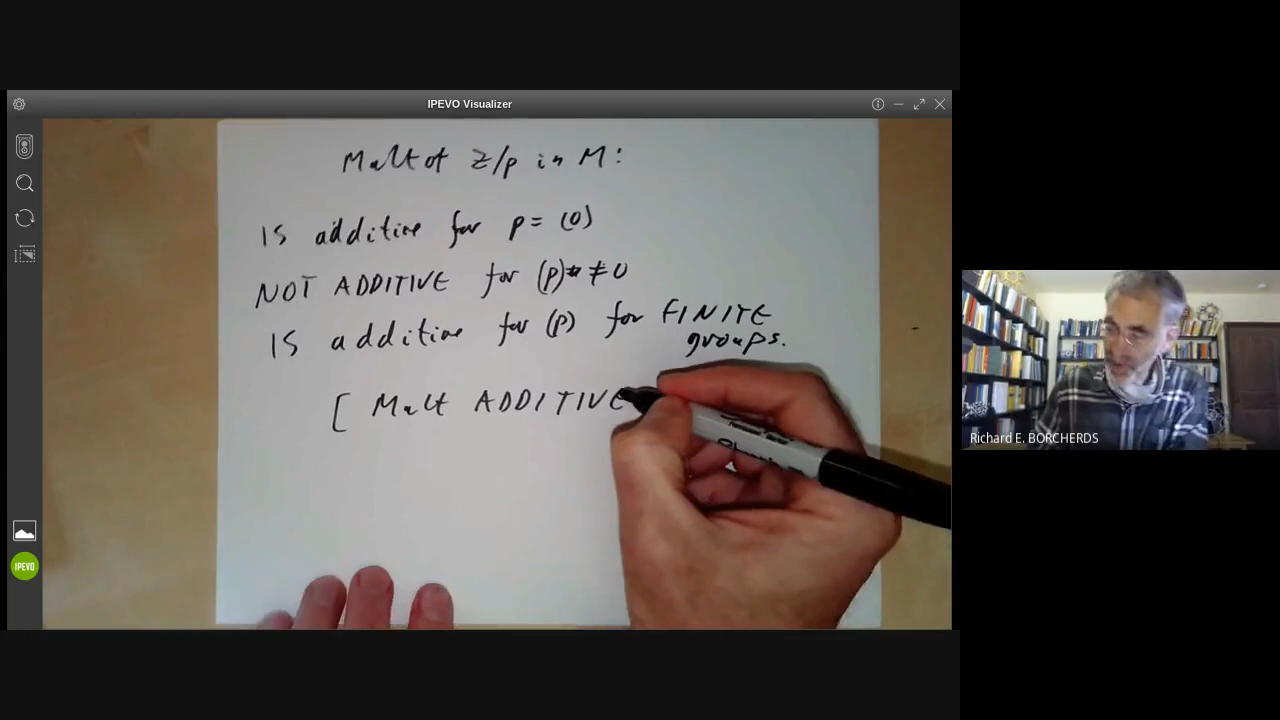 IPEVO Visualizer
Mult of Z/p in M:
IS additive for p = (0)
NOT ADDITIVE for (p) ≠ 0
IS additive for (p) for FINITE
groups.
[ Mult ADDITIVE
IPEVO
Richard E. BORCHERDS